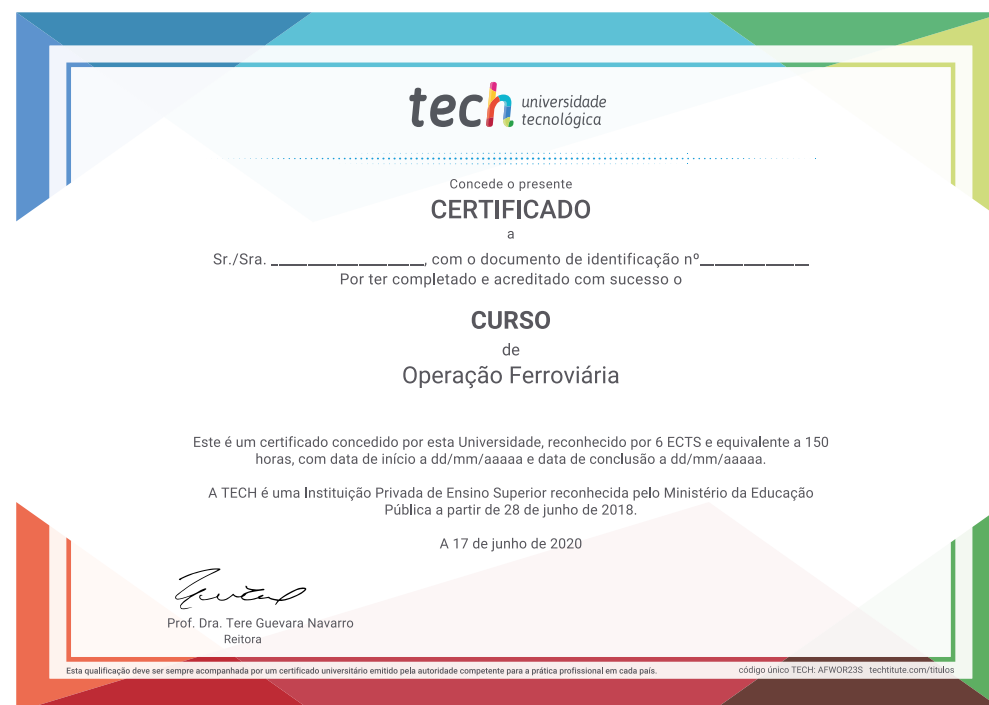 tech universidade
tecnológica
Concede o presente
CERTIFICADO
a
Sr./Sra. ____________________, com o documento de identificação nº______________
Por ter completado e acreditado com sucesso o
CURSO
de
Operação Ferroviária
Este é um certificado concedido por esta Universidade, reconhecido por 6 ECTS e equivalente a 150
horas, com data de início a dd/mm/aaaaa e data de conclusão a dd/mm/aaaaa.
A TECH é uma Instituição Privada de Ensino Superior reconhecida pelo Ministério da Educação
Pública a partir de 28 de junho de 2018.
A 17 de junho de 2020
Prof. Dra. Tere Guevara Navarro
Reitora
Esta qualificação deve ser sempre acompanhada por um certificado universitário emitido pela autoridade competente para a prática profissional em cada país.
código único TECH: AFWOR23S techtitute.com/titulos